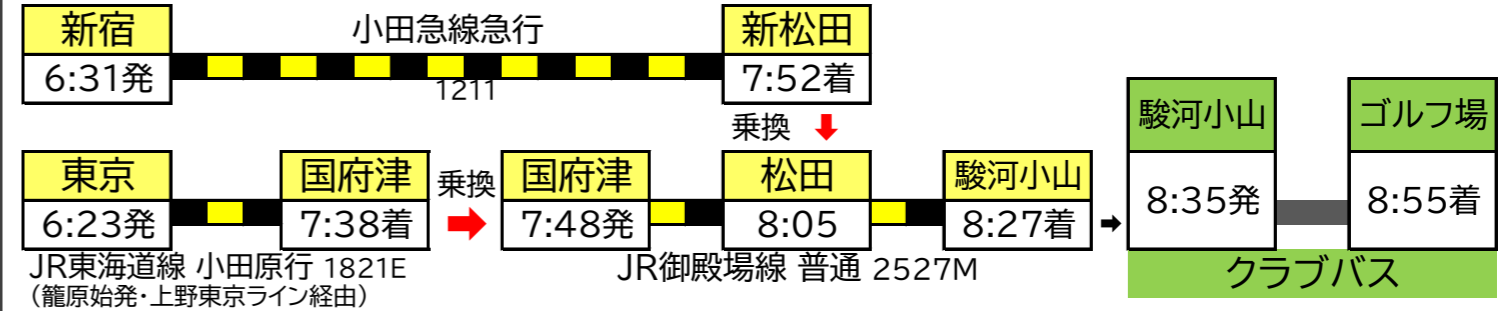 新宿
小田急線急行
新松田
6:31発
1211
7:52着
乗換
東京
国府津
乗換
国府津
松田
駿河小山
6:23発
7:38着
7:48発
8:05
8:27着
駿河小山
ゴルフ場
8:35発
8:55着
クラブバス
JR東海道線 小田原行 1821E
(籠原始発・上野東京ライン経由)
JR御殿場線 普通 2527M